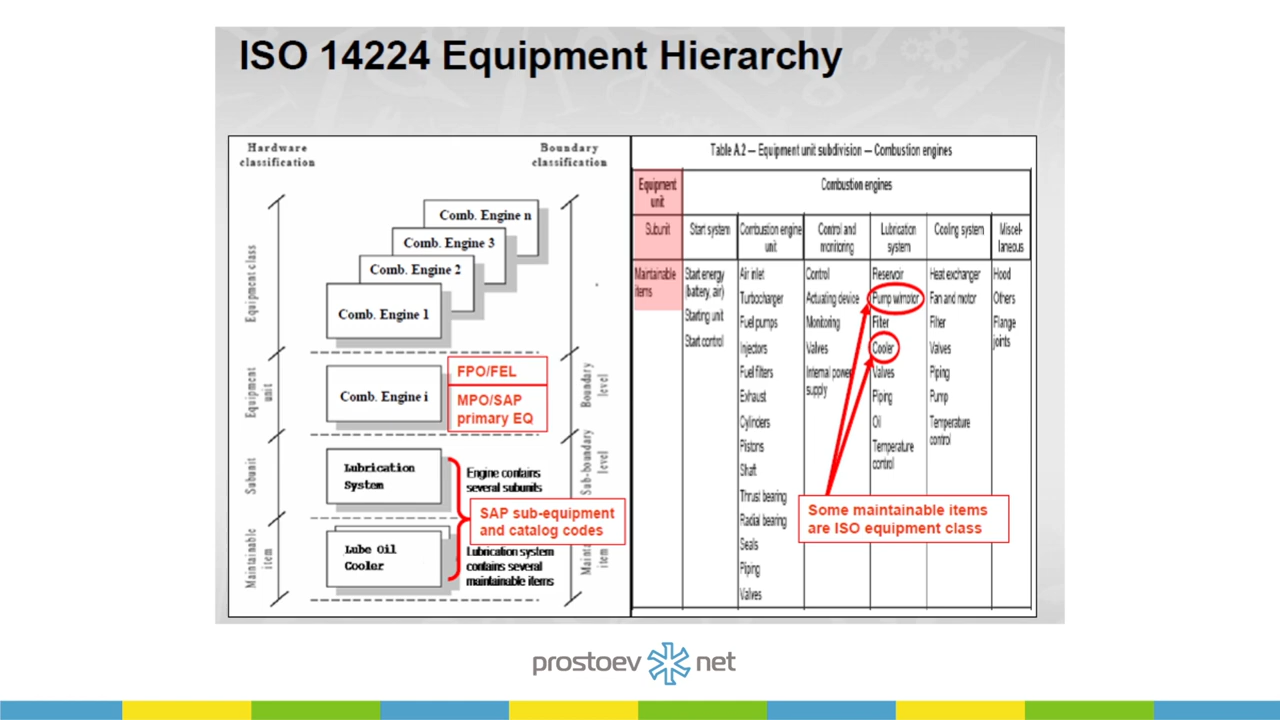 ISO 14224 Equipment Hierarchy
Hardware
classification
Boundary
classification
Equipment class
Comb. Engine n
Comb. Engine 3
Comb. Engine 2
Comb. Engine 1
Equipment
unit
Comb. Engine i
FPO/FEL
MPO/SAP
primary EQ
Boundary
level
Subunit
Lubrication
System
Engine contains
several subunits
Sub-boundary
level
SAP sub-equipment
and catalog codes
Maintainable
item
Lube Oil
Cooler
Lubrication system
contains several
maintainable items
item
Table A.2 — Equipment unit subdivision — Combustion engines
Equipment
unit
Combustion engines
Subunit
Start system
Combustion engine
unit
Control and
monitoring
Lubrication
system
Cooling system
Miscel-
laneous
Maintainable
items
Start energy
(battery, air)
Starting unit
Start control
Air inlet
Turbocharger
Fuel pumps
Injectors
Fuel filters
Exhaust
Cylinders
Pistons
Shaft
Thrust bearing
Radial bearing
Seals
Piping
Valves
Control
Actuating device
Monitoring
Valves
Internal power
supply
Reservoir
Pump w/motor
Filter
Cooler
Valves
Piping
Oil
Temperature
control
Heat exchanger
Fan and motor
Filter
Valves
Piping
Pump
Temperature
control
Hood
Others
Flange
joints
Some maintainable items
are ISO equipment class
prostoev net